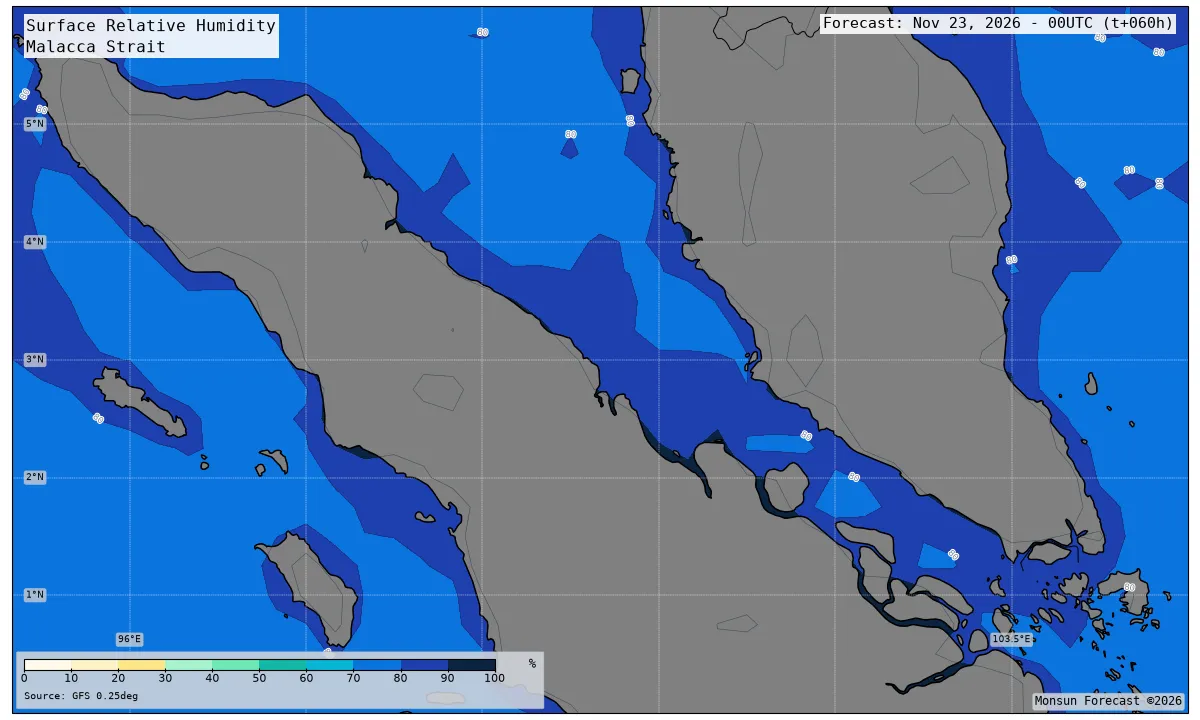 Surface Relative Humidity
Malacca Strait
Forecast: Nov 23, 2026 - 00UTC (t+060h)
80
80
80
80
80
80
80
80
80
80
5°N
4°N
80
3°N
80
80
2°N
80
80
1°N
80
96°E
103.5°E
80
%
0 10 20 30 40 50 60 70 80 90 100
Source: GFS 0.25deg
Monsun Forecast ©2026